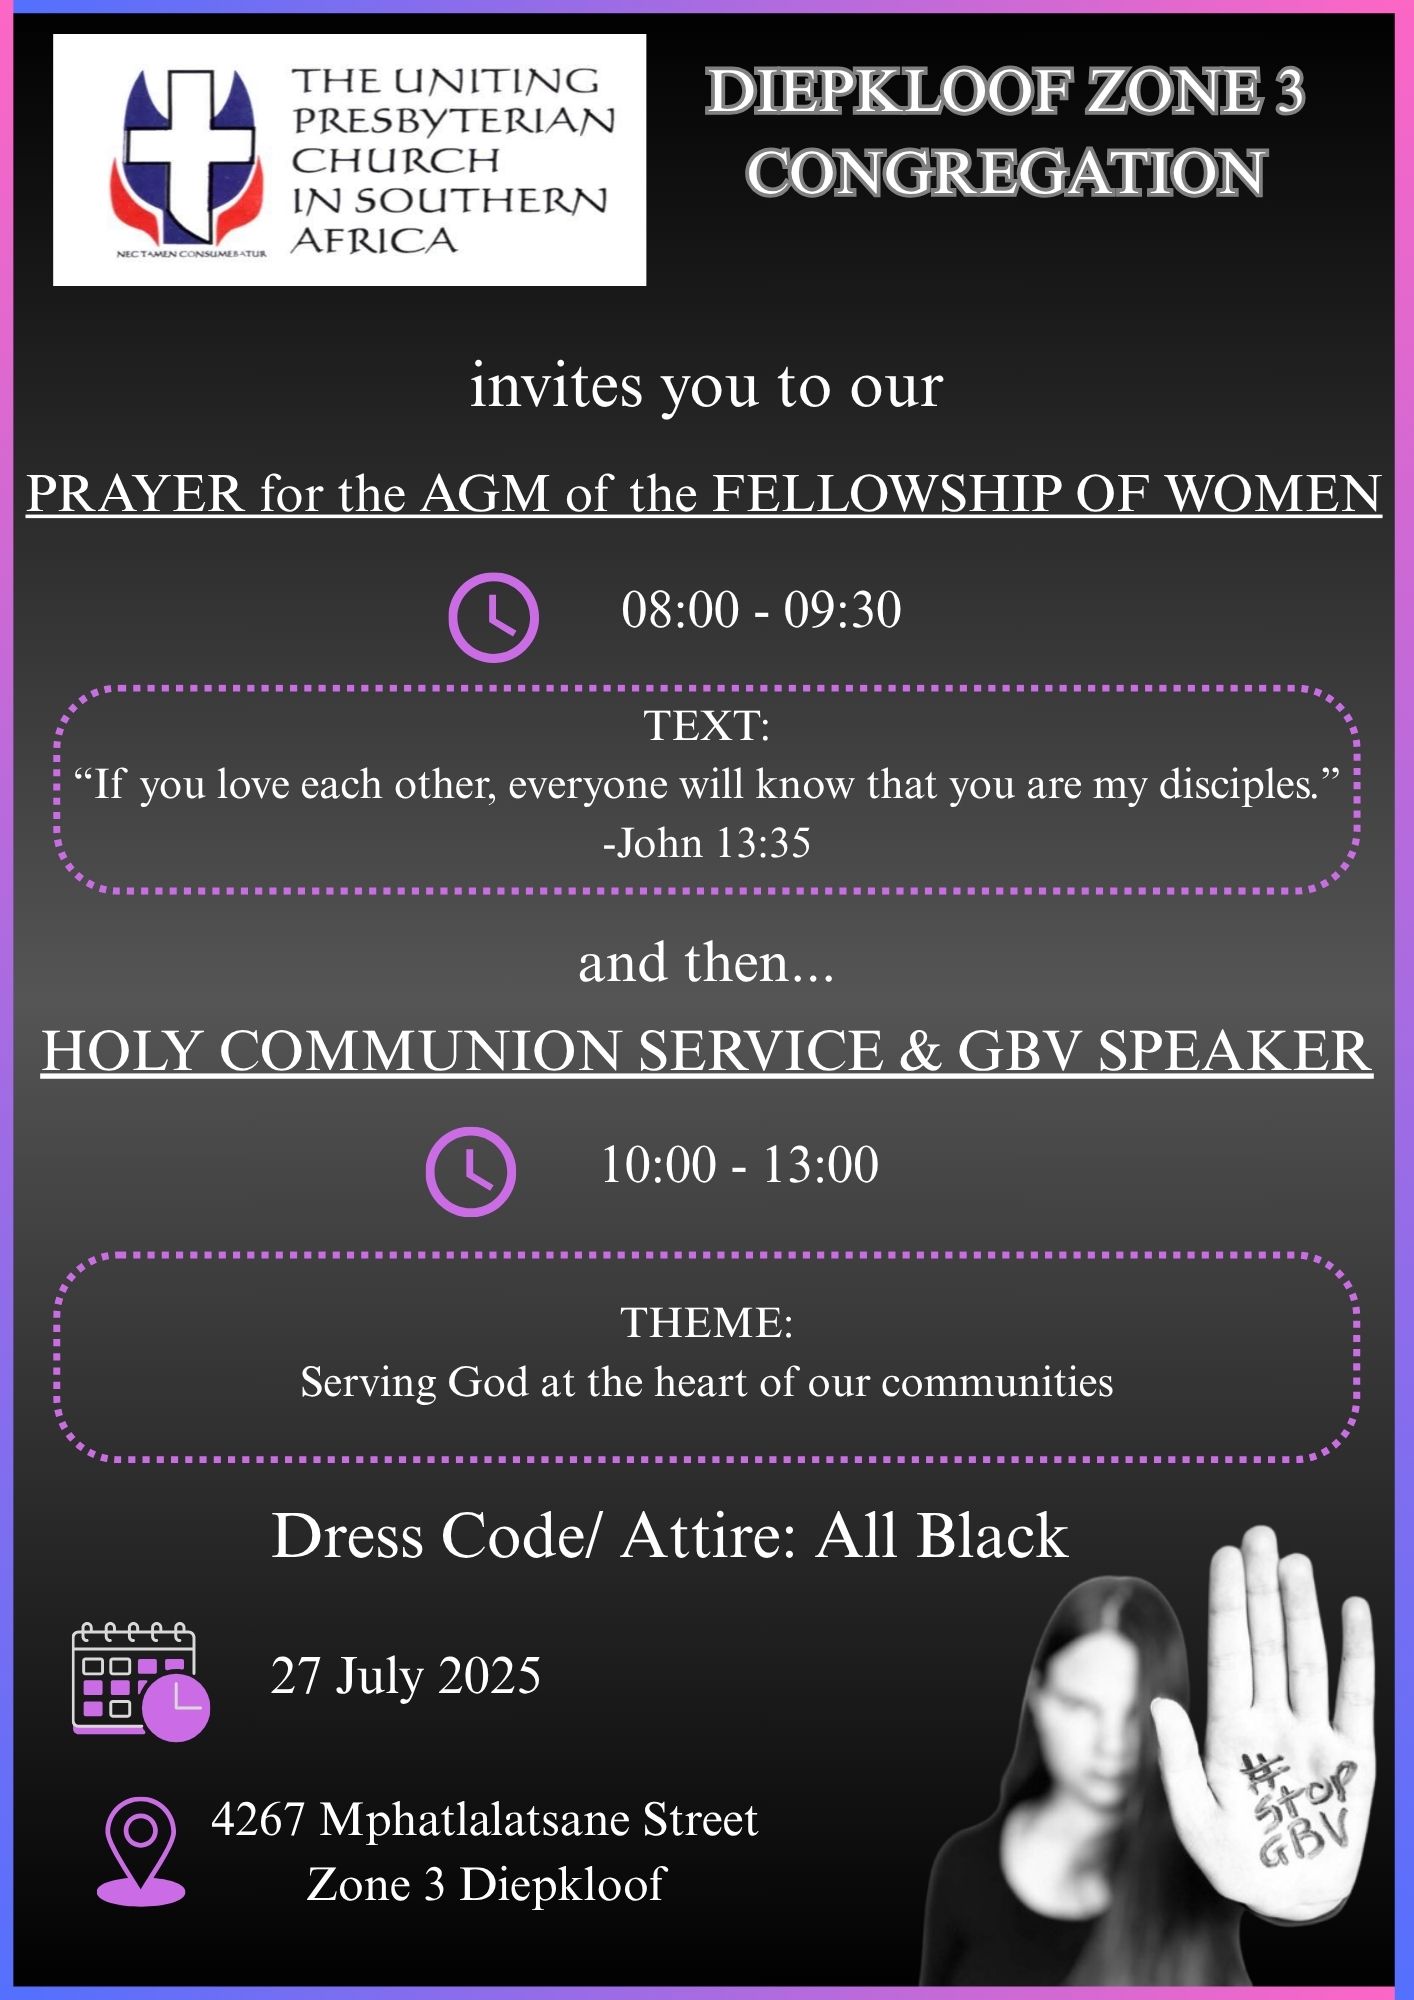 THE UNITING
PRESBYTERIAN
CHURCH
IN SOUTHERN
AFRICA
NEC TAMEN CONSUMEBATUR
DIEPKLOOF ZONE 3
CONGREGATION
invites you to our
PRAYER for the AGM of the FELLOWSHIP OF WOMEN
08:00 - 09:30
TEXT:
“If you love each other, everyone will know that you are my disciples.”
-John 13:35
and then...
HOLY COMMUNION SERVICE & GBV SPEAKER
10:00 - 13:00
THEME:
Serving God at the heart of our communities
Dress Code/ Attire: All Black
27 July 2025
4267 Mphatlalatsane Street
Zone 3 Diepkloof
#
StOP
GBV